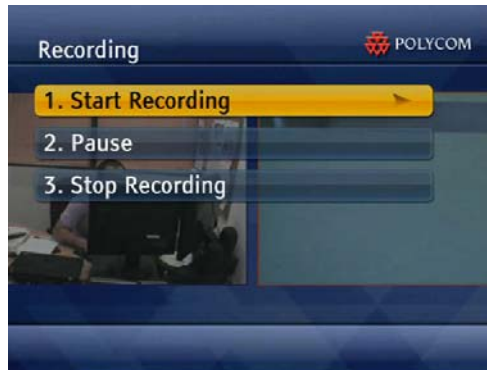 Recording
POLYCOM
1. Start Recording
2. Pause
3. Stop Recording